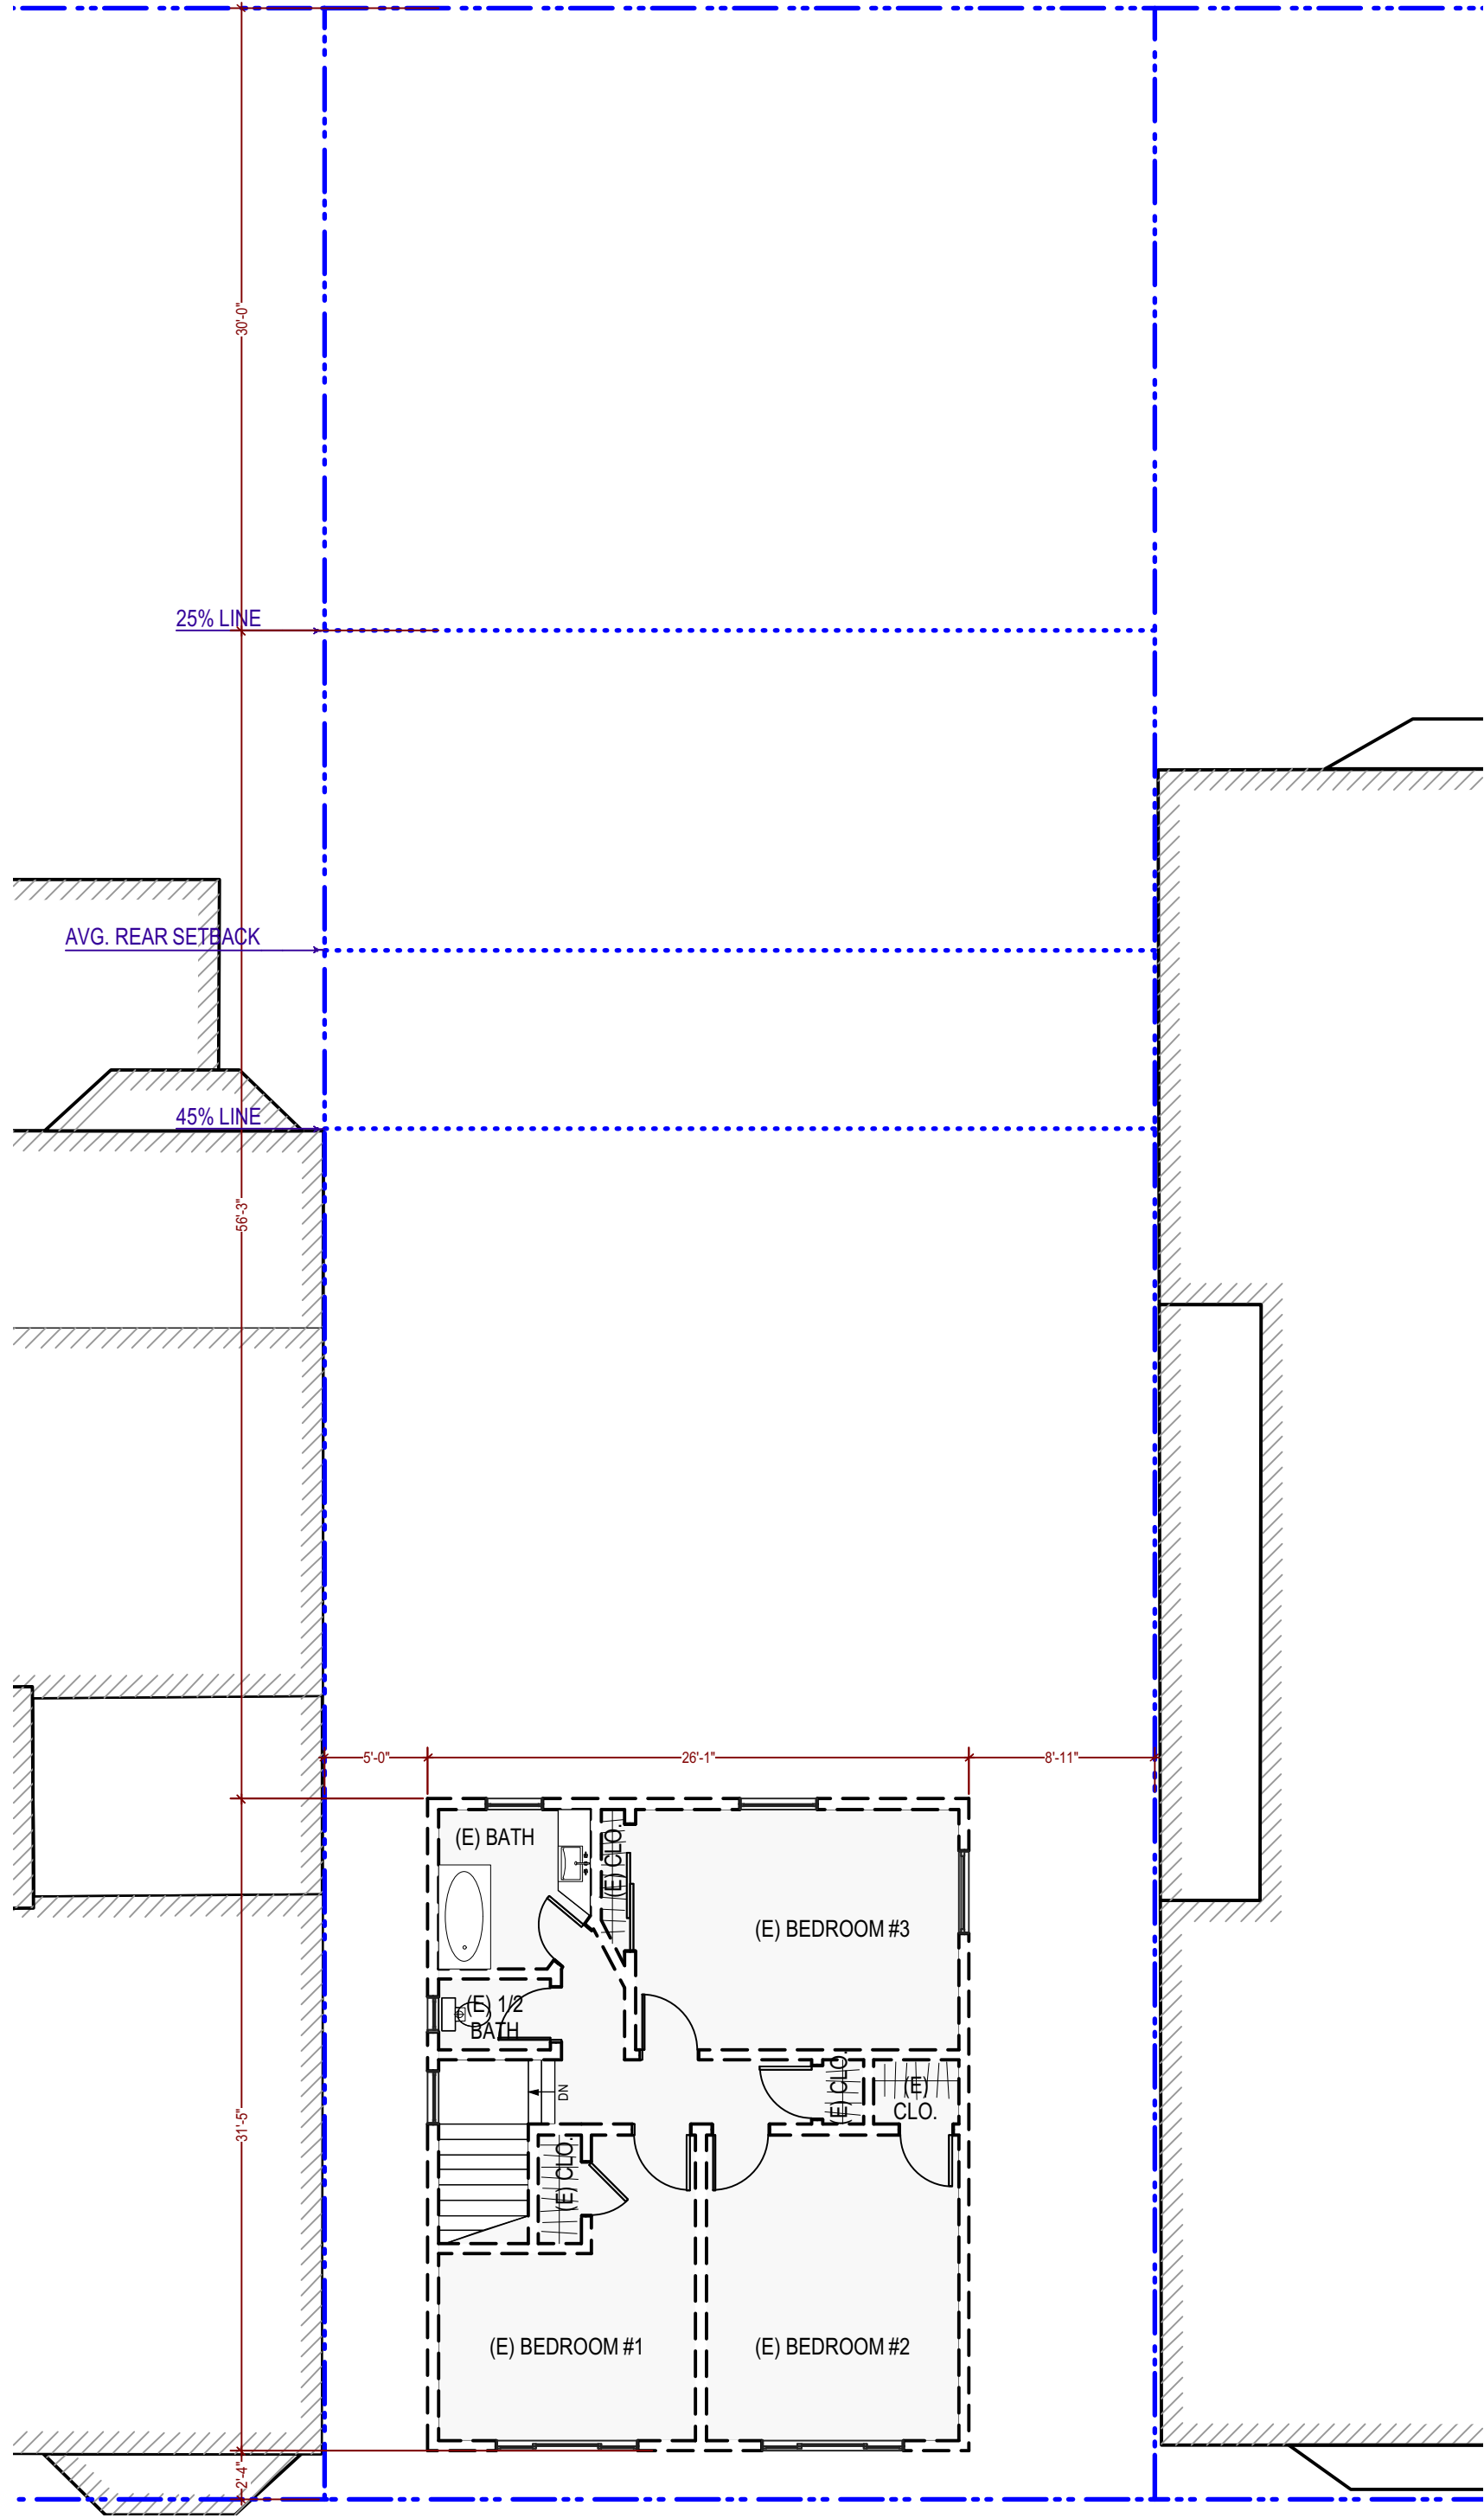 30'-0"
25% LINE
AVG. REAR SETBACK
45% LINE
56'-3"
5'-0"
26'-1"
8'-11"
(E) BATH
(E) CLO.
(E) BEDROOM #3
(E) 1/2
BATH
DN
(E) CLO.
(E)
CLO.
31'-5"
(E) CLO.
(E) BEDROOM #1
(E) BEDROOM #2
2'-4"